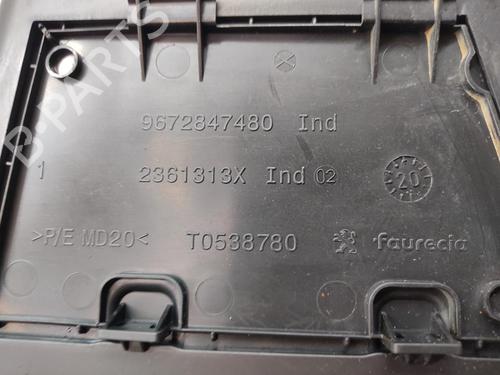 9672847480 Ind
1 2361313X Ind 02
20
>P/E MD20< T0538780 faurecia
B-Parts